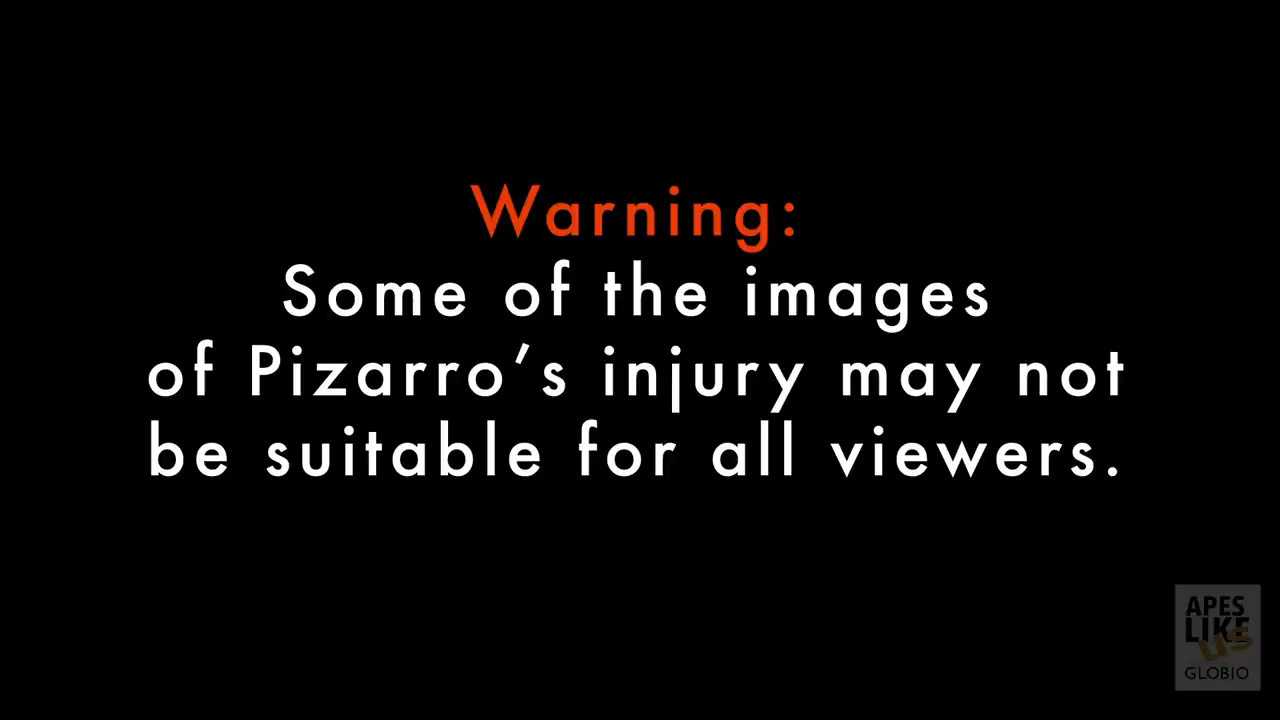 Warning:
Some of the images
of Pizarro’s injury may not
be suitable for all viewers.
APES
LIKE
US
GLOBIO